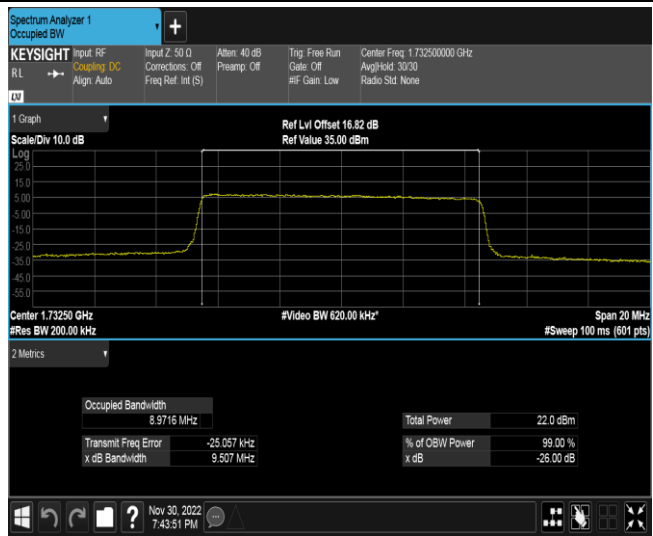 Spectrum Analyzer 1
Occupied BW
+
KEYSIGHT Input: RF Input Z: 50 Ω Atten: 40 dB Trig: Free Run Center Freq: 1.732500000 GHz
RL Coupling: DC Corrections: Off Preamp: Off Gate: Off Avg|Hold: 30/30
Align: Auto Freq Ref: Int (S) #IF Gain: Low Radio Std: None
LXI
1 Graph
Ref Lvl Offset 16.82 dB
Scale/Div 10.0 dB Ref Value 35.00 dBm
Log
25.0
15.0
5.00
-5.00
-15.0
-25.0
-35.0
-45.0
-55.0
Center 1.73250 GHz #Video BW 620.00 kHz* Span 20 MHz
#Res BW 200.00 kHz #Sweep 100 ms (601 pts)
2 Metrics
Occupied Bandwidth
8.9716 MHz Total Power 22.0 dBm
Transmit Freq Error -25.057 kHz % of OBW Power 99.00 %
x dB Bandwidth 9.507 MHz x dB -26.00 dB
? Nov 30, 2022
7:43:51 PM